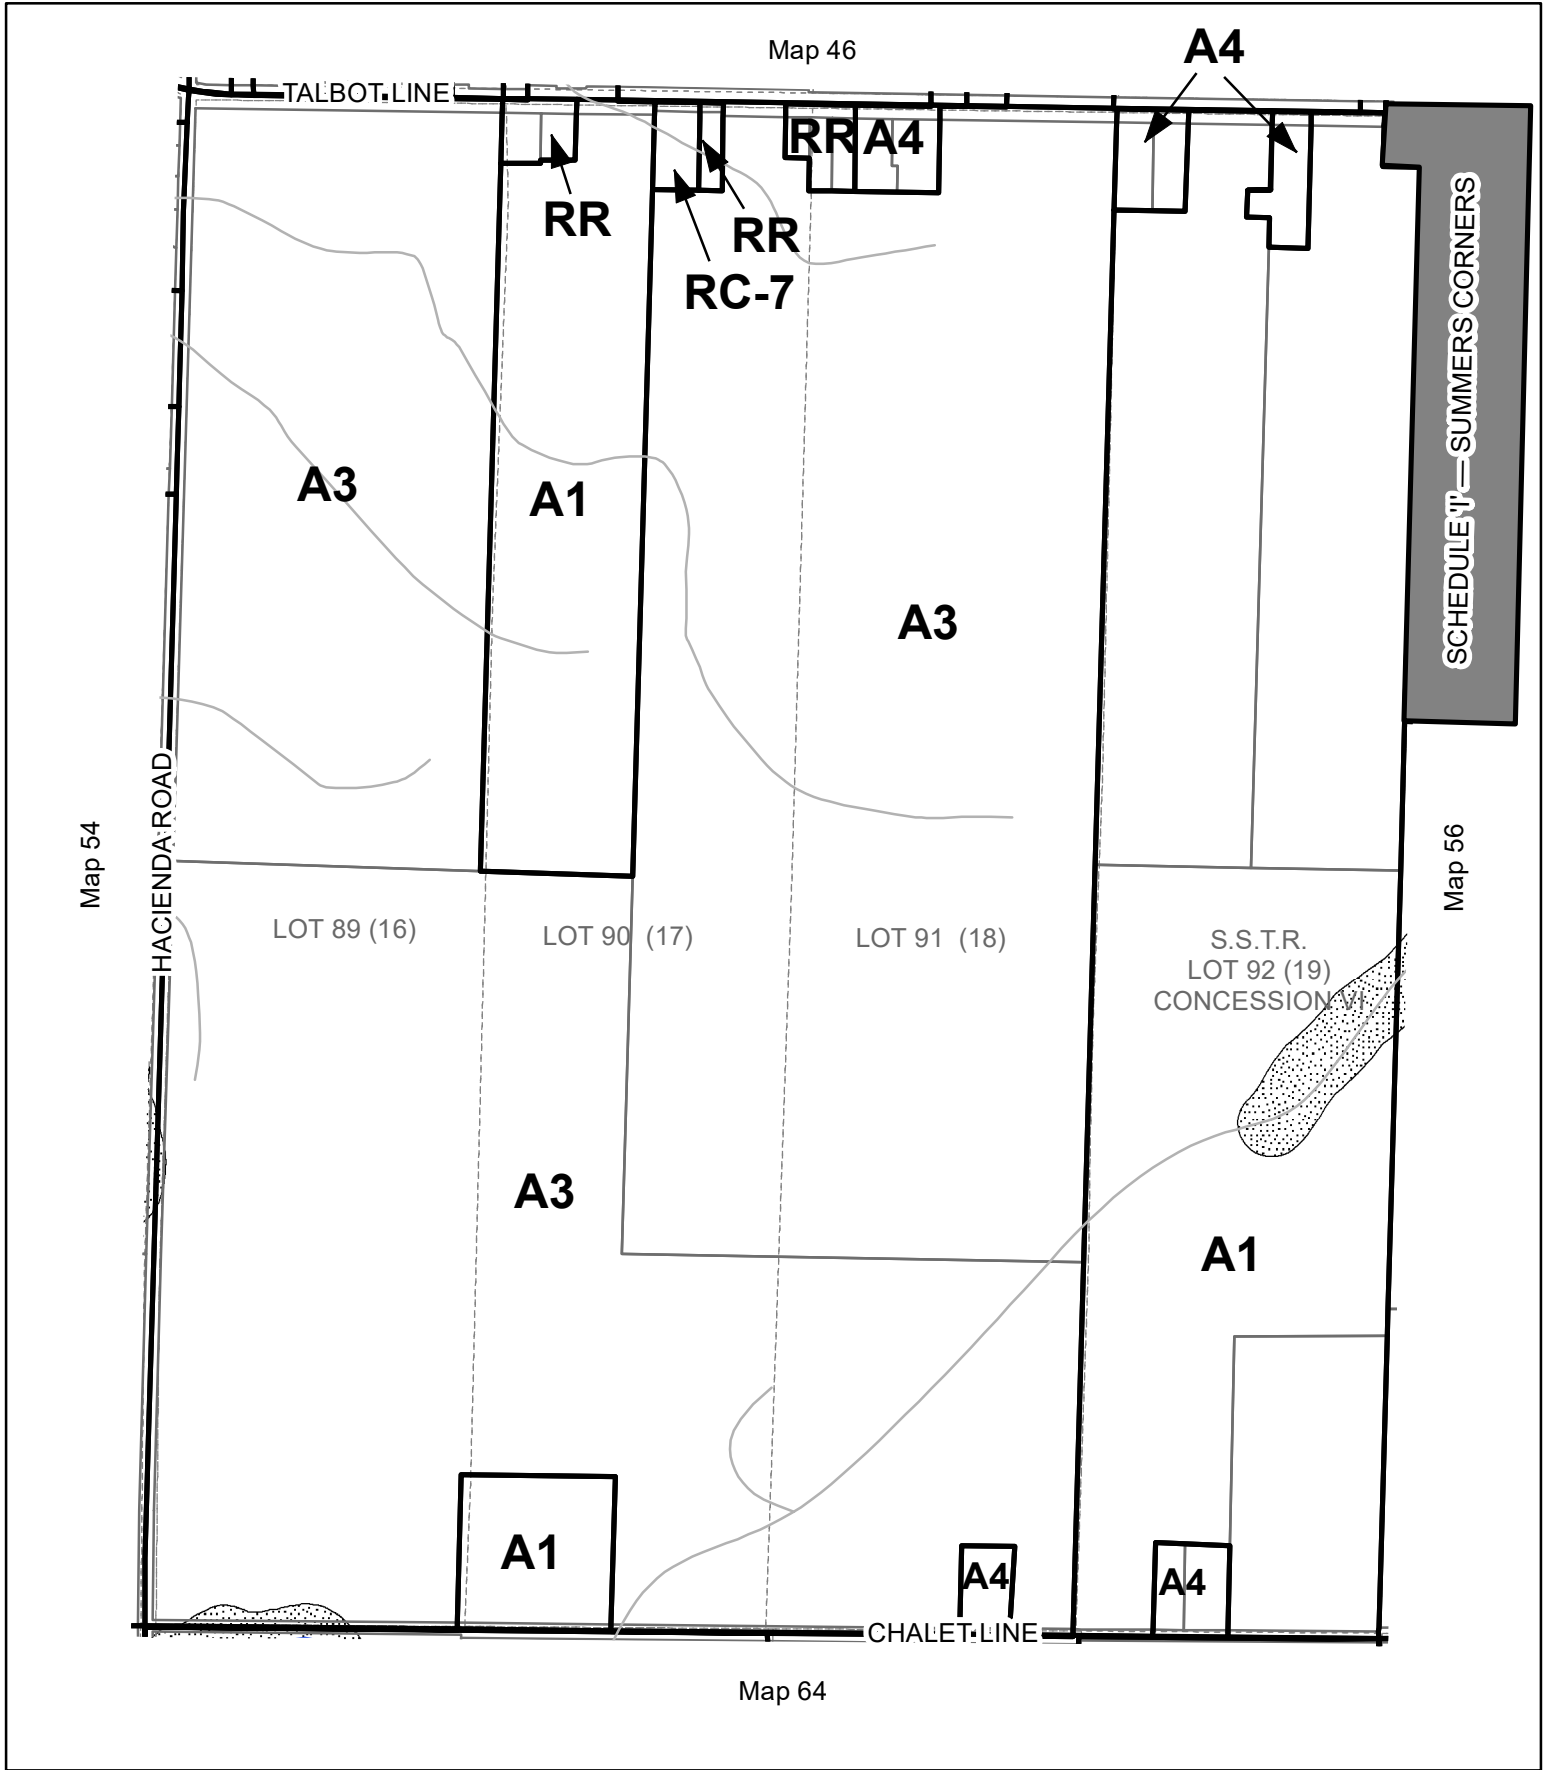 Map 46
A4
TALBOT LINE
RR
A4
RR
RR
RC-7
SCHEDULE 'I' — SUMMERS CORNERS
A3
A1
A3
HACIENDA ROAD
Map 54
Map 56
LOT 89 (16)
LOT 90 (17)
LOT 91 (18)
S.S.T.R.
LOT 92 (19)
CONCESSION VI
A3
A1
A1
A4
A4
CHALET LINE
Map 64